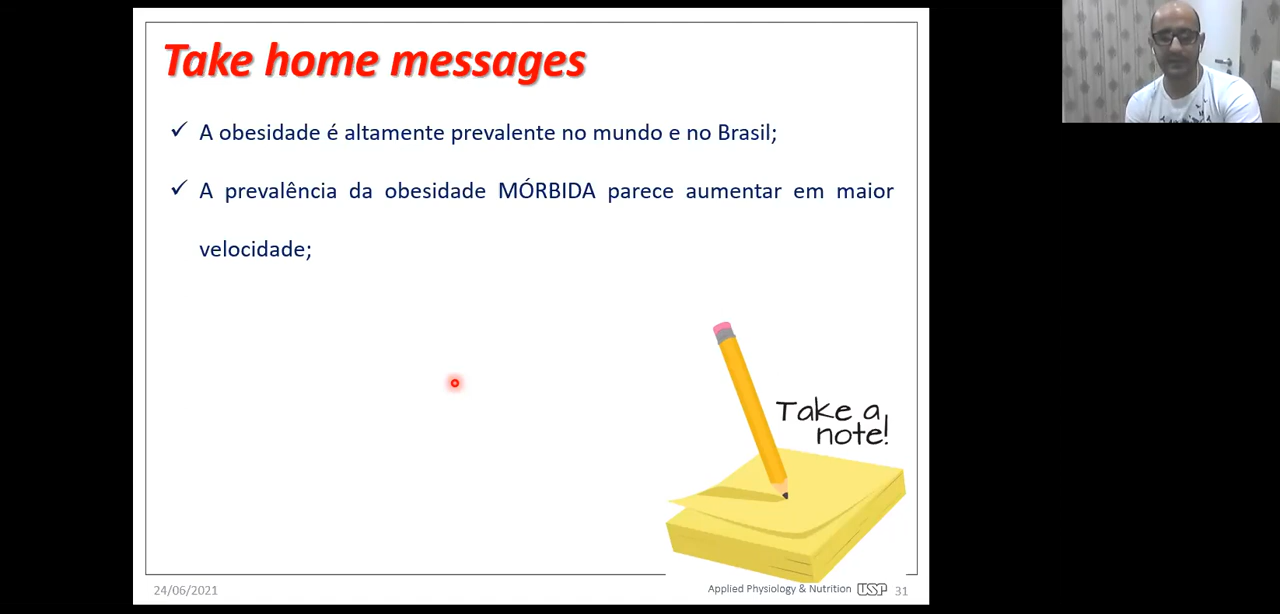 Take home messages
✓ A obesidade é altamente prevalente no mundo e no Brasil;
✓ A prevalência da obesidade MÓRBIDA parece aumentar em maior
velocidade;
Take a
note!
24/06/2021
Applied Physiology & Nutrition USP 31